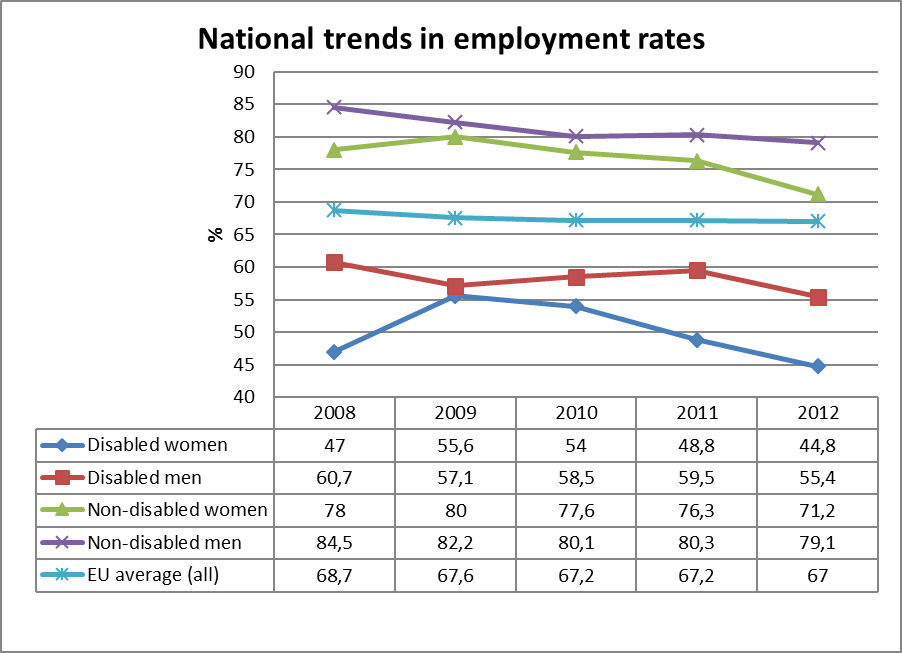 National trends in employment rates
90
85
80
75
70
65
60
55
50
45
40
%
2008 2009 2010 2011 2012
Disabled women 47 55,6 54 48,8 44,8
Disabled men 60,7 57,1 58,5 59,5 55,4
Non-disabled women 78 80 77,6 76,3 71,2
Non-disabled men 84,5 82,2 80,1 80,3 79,1
EU average (all) 68,7 67,6 67,2 67,2 67